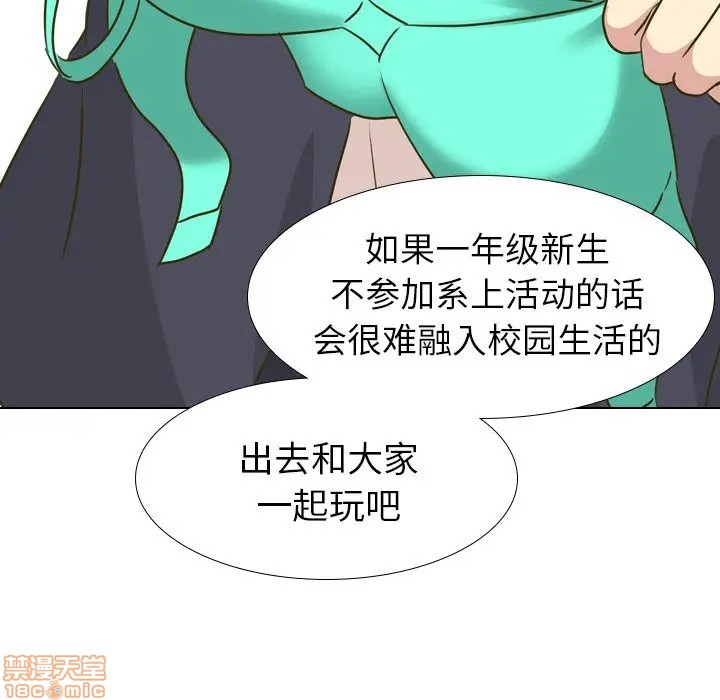 如果一年级新生
不参加系上活动的话
会很难融入校园生活的
出去和大家
一起玩吧
禁漫天堂
18comic